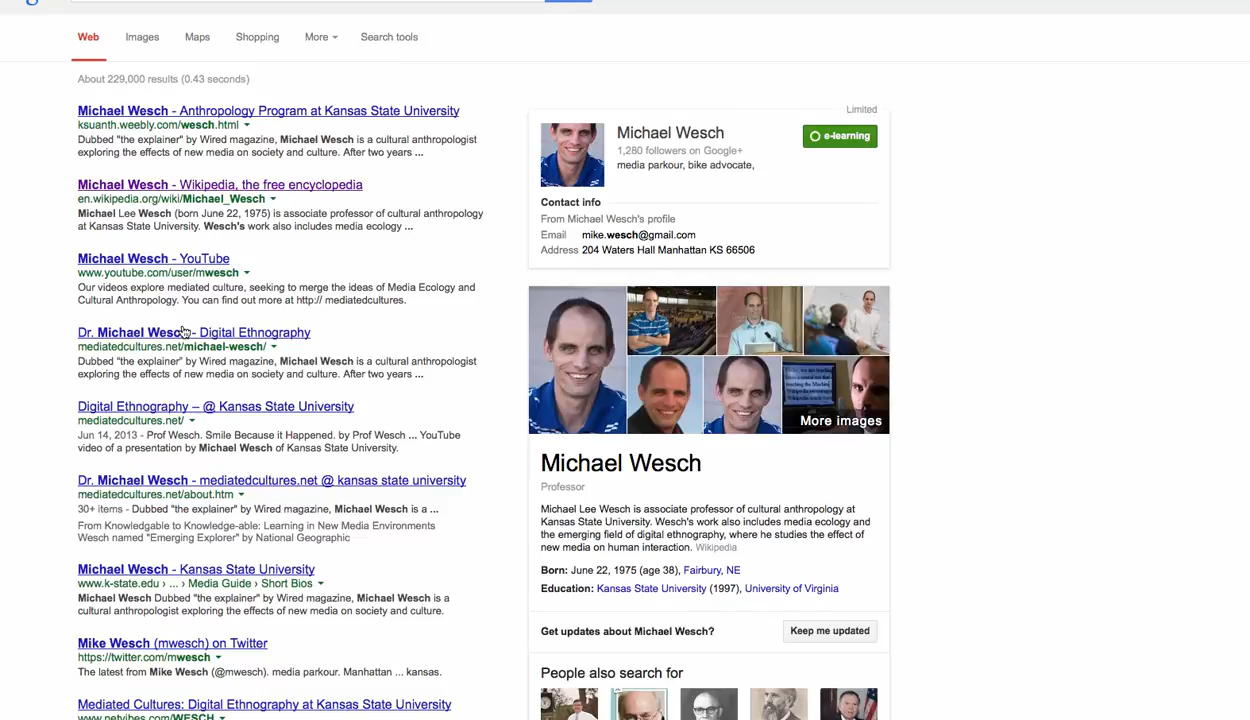 Web Images Maps Shopping More Search tools
About 229,000 results (0.43 seconds)
Michael Wesch - Anthropology Program at Kansas State University
ksuanth.weebly.com/wesch.html
Dubbed "the explainer" by Wired magazine, Michael Wesch is a cultural anthropologist
exploring the effects of new media on society and culture. After two years ...
Michael Wesch - Wikipedia, the free encyclopedia
en.wikipedia.org/wiki/Michael_Wesch
Michael Lee Wesch (born June 22, 1975) is associate professor of cultural anthropology
at Kansas State University. Wesch's work also includes media ecology ...
Michael Wesch - YouTube
www.youtube.com/user/mwesch
Our videos explore mediated culture, seeking to merge the ideas of Media Ecology and
Cultural Anthropology. You can find out more at http:// mediatedcultures.
Dr. Michael Wesch - Digital Ethnography
mediatedcultures.net/michael-wesch/
Dubbed "the explainer" by Wired magazine, Michael Wesch is a cultural anthropologist
exploring the effects of new media on society and culture. After two years ...
Digital Ethnography – @ Kansas State University
mediatedcultures.net/
Jun 14, 2013 - Prof Wesch. Smile Because it Happened. by Prof Wesch ... YouTube
video of a presentation by Michael Wesch of Kansas State University.
Dr. Michael Wesch - mediatedcultures.net @ kansas state university
mediatedcultures.net/about.htm
30+ items - Dubbed "the explainer" by Wired magazine, Michael Wesch is a ...
From Knowledgable to Knowledge-able: Learning in New Media Environments
Wesch named "Emerging Explorer" by National Geographic
Michael Wesch - Kansas State University
www.k-state.edu › ... › Media Guide › Short Bios
Michael Wesch Dubbed "the explainer" by Wired magazine, Michael Wesch is a
cultural anthropologist exploring the effects of new media on society and culture.
Mike Wesch (mwesch) on Twitter
https://twitter.com/mwesch
The latest from Mike Wesch (@mwesch). media parkour. Manhattan ... kansas.
Mediated Cultures: Digital Ethnography at Kansas State University
www.netvibes.com/WESCH
Limited
Michael Wesch
e-learning
1,280 followers on Google+
media parkour, bike advocate,
Contact info
From Michael Wesch's profile
Email mike.wesch@gmail.com
Address 204 Waters Hall Manhattan KS 66506
More images
Michael Wesch
Professor
Michael Lee Wesch is associate professor of cultural anthropology at
Kansas State University. Wesch's work also includes media ecology and
the emerging field of digital ethnography, where he studies the effect of
new media on human interaction. Wikipedia
Born: June 22, 1975 (age 38), Fairbury, NE
Education: Kansas State University (1997), University of Virginia
Get updates about Michael Wesch? Keep me updated
People also search for